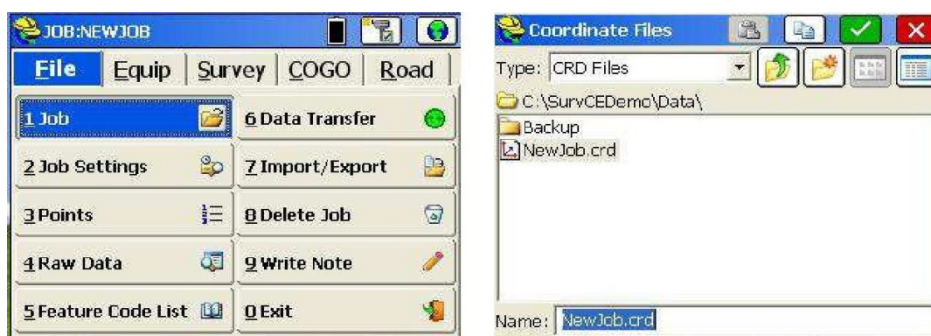 JOB:NEWJOB
File Equip Survey COGO Road
1 Job 6 Data Transfer
2 Job Settings 7 Import/Export
3 Points 8 Delete Job
4 Raw Data 9 Write Note
5 Feature Code List 0 Exit
Coordinate Files
Type: CRD Files
C:\SurvCEDemo\Data\
Backup
NewJob.crd
Name: NewJob.crd